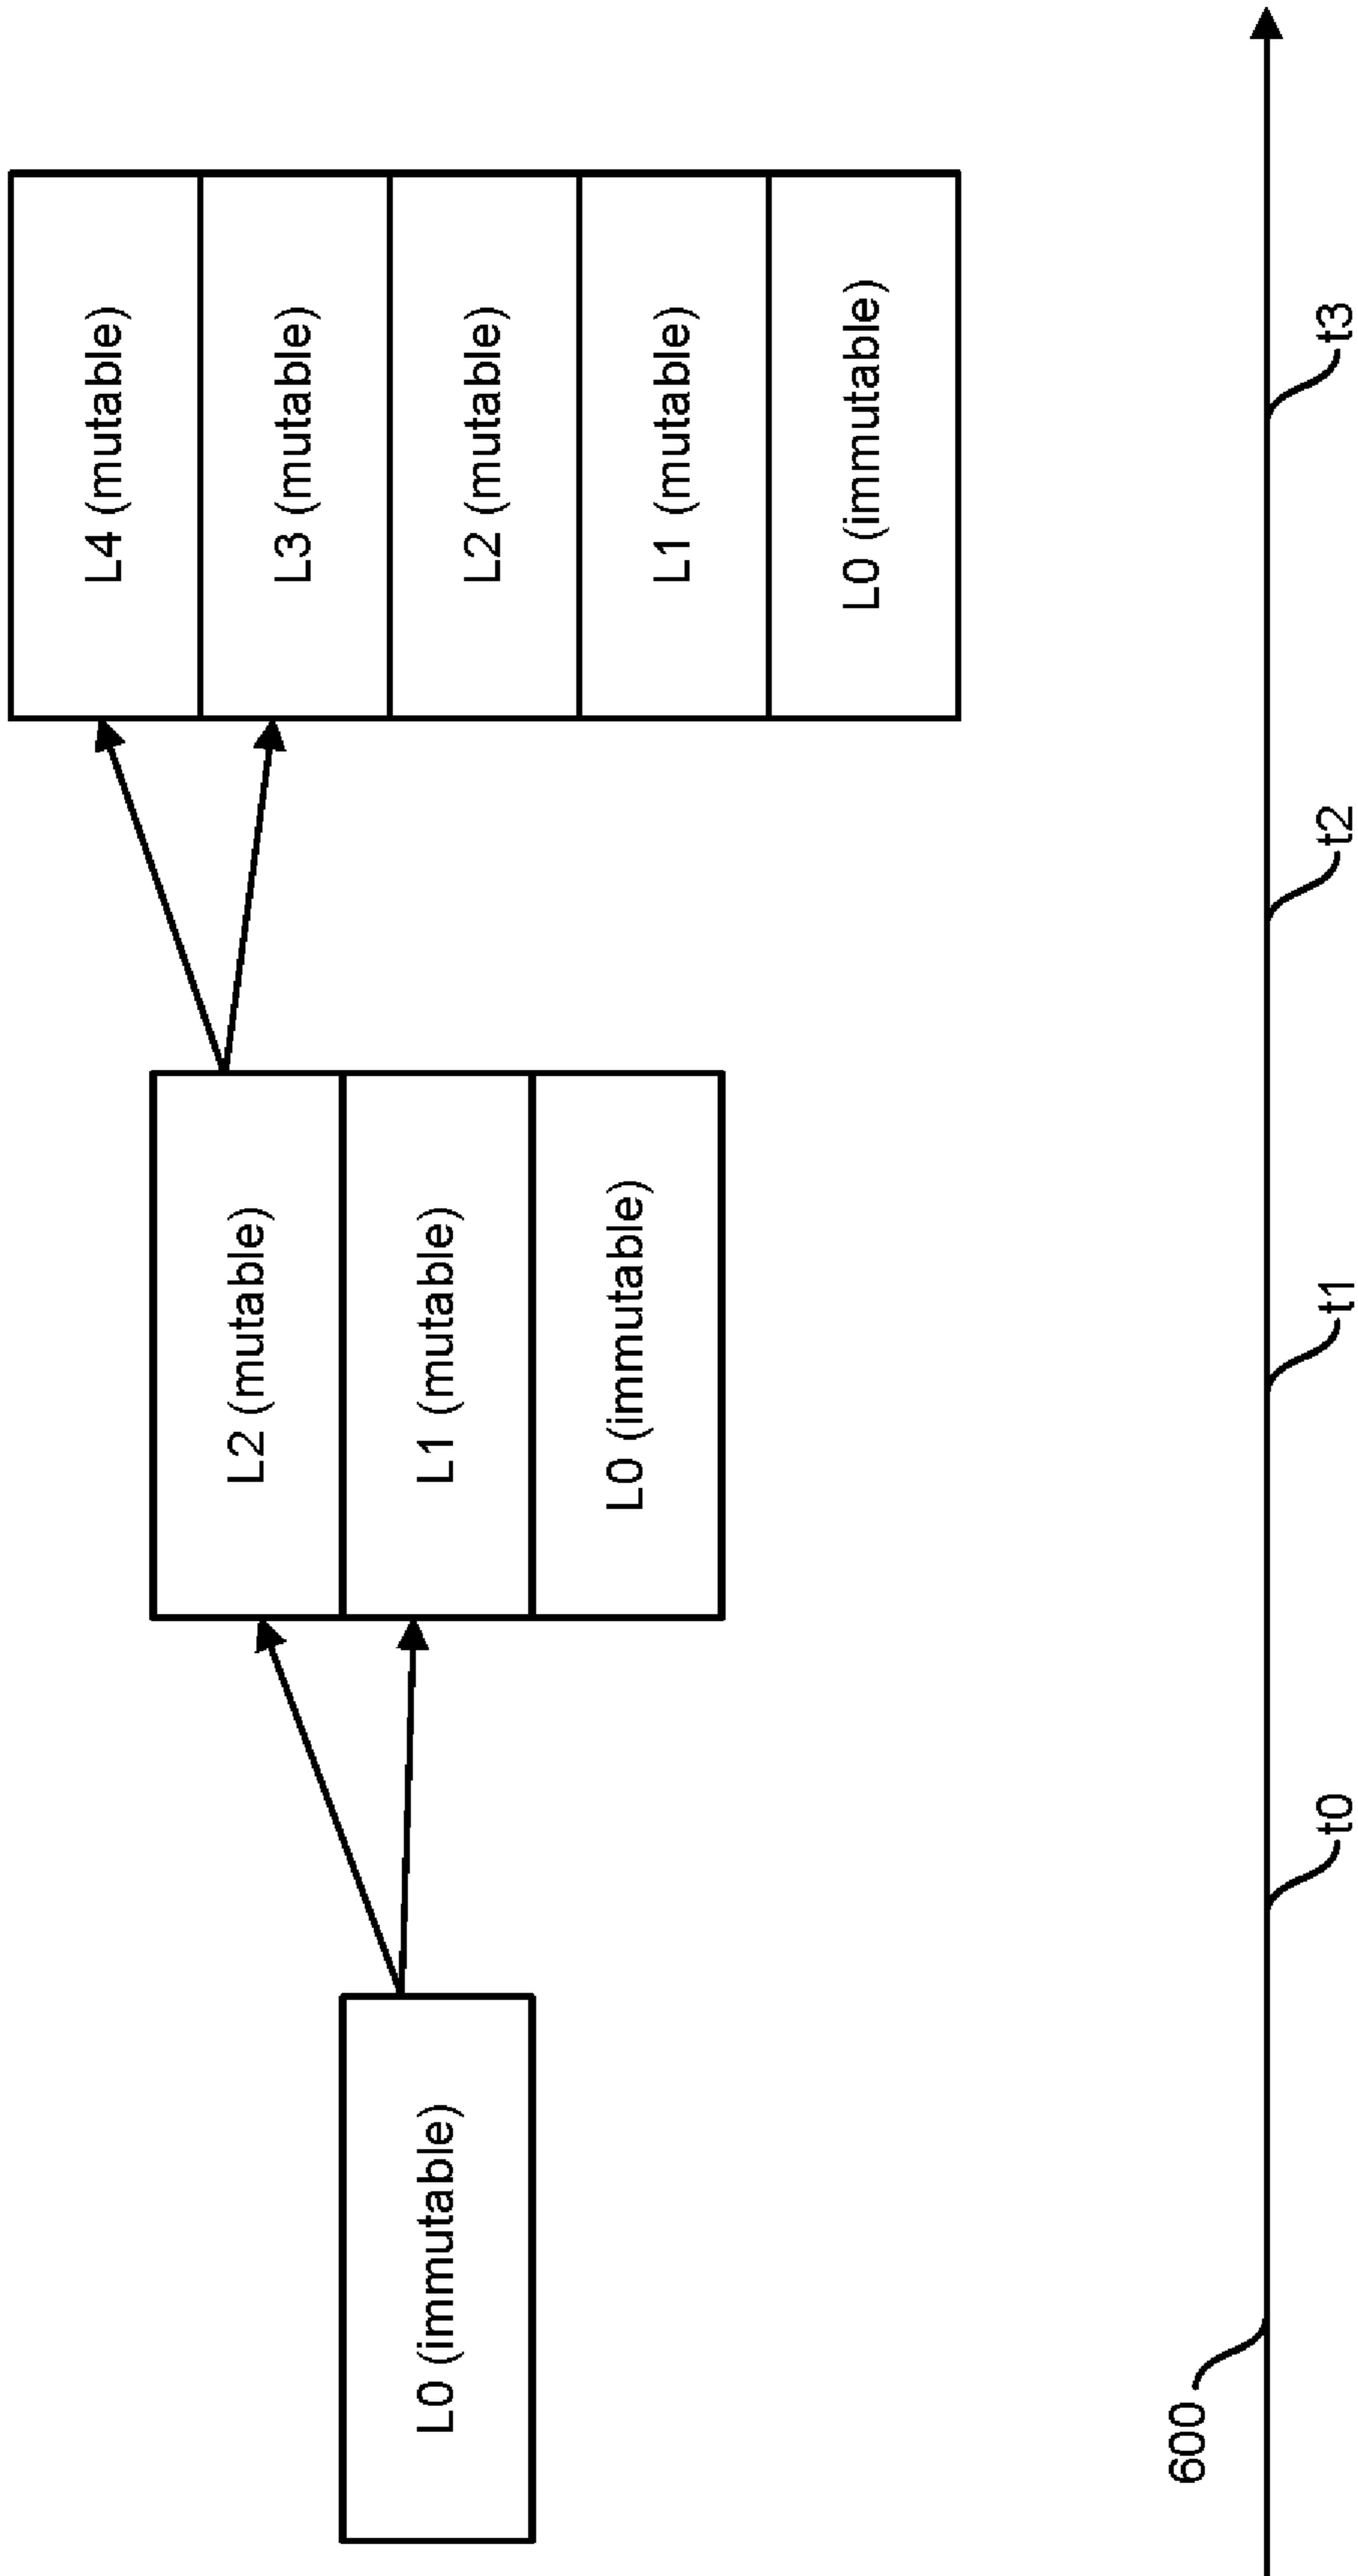 L0 (immutable)
L2 (mutable)
L1 (mutable)
L0 (immutable)
L4 (mutable)
L3 (mutable)
L2 (mutable)
L1 (mutable)
L0 (immutable)
600
t0
t1
t2
t3